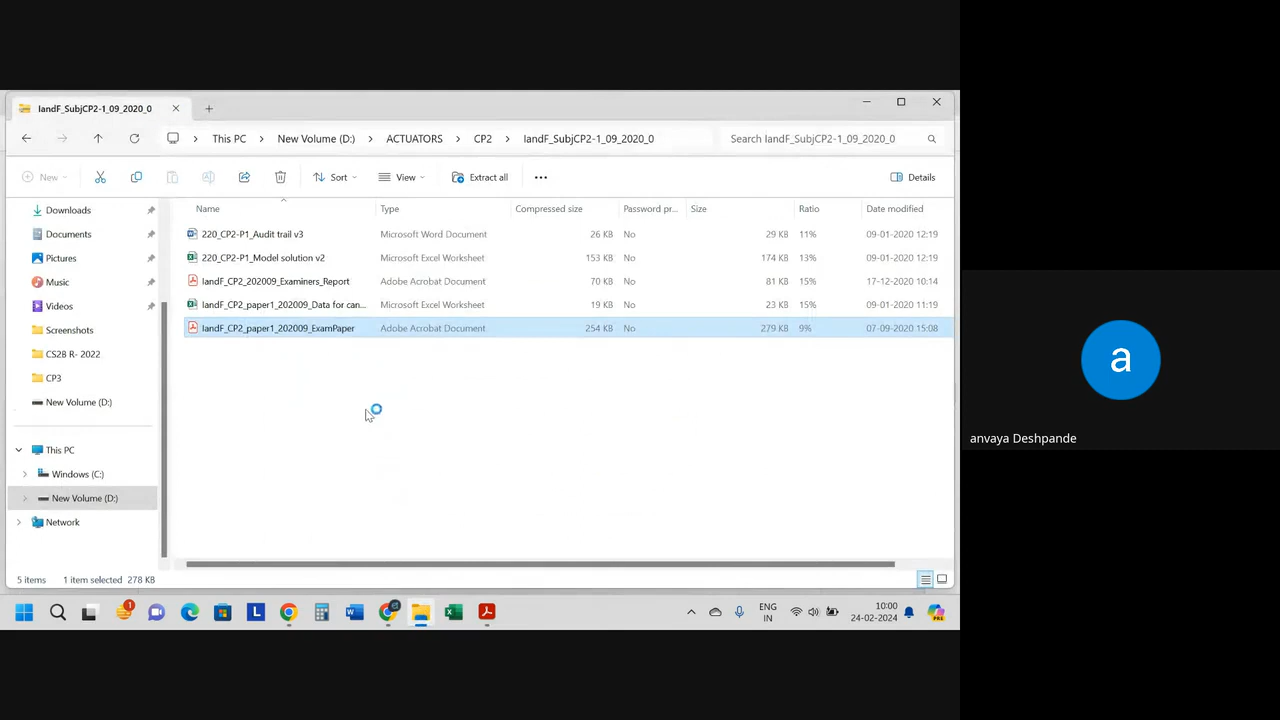 IandF_SubjCP2-1_09_2020_0
This PC > New Volume (D:) > ACTUATORS > CP2 > IandF_SubjCP2-1_09_2020_0
Search IandF_SubjCP2-1_09_2020_0
New
Sort
View
Extract all
Details
Name Type Compressed size Password pr... Size Ratio Date modified
220_CP2-P1_Audit trail v3 Microsoft Word Document 26 KB No 29 KB 11% 09-01-2020 12:19
220_CP2-P1_Model solution v2 Microsoft Excel Worksheet 153 KB No 174 KB 13% 09-01-2020 12:19
IandF_CP2_202009_Examiners_Report Adobe Acrobat Document 70 KB No 81 KB 15% 17-12-2020 10:14
IandF_CP2_paper1_202009_Data for can... Microsoft Excel Worksheet 19 KB No 23 KB 15% 09-01-2020 11:19
IandF_CP2_paper1_202009_ExamPaper Adobe Acrobat Document 254 KB No 279 KB 9% 07-09-2020 15:08
Downloads
Documents
Pictures
Music
Videos
Screenshots
CS2B R- 2022
CP3
New Volume (D:)
This PC
Windows (C:)
New Volume (D:)
Network
5 items 1 item selected 278 KB
1
L
ENG
IN
10:00
24-02-2024
a
anvaya Deshpande